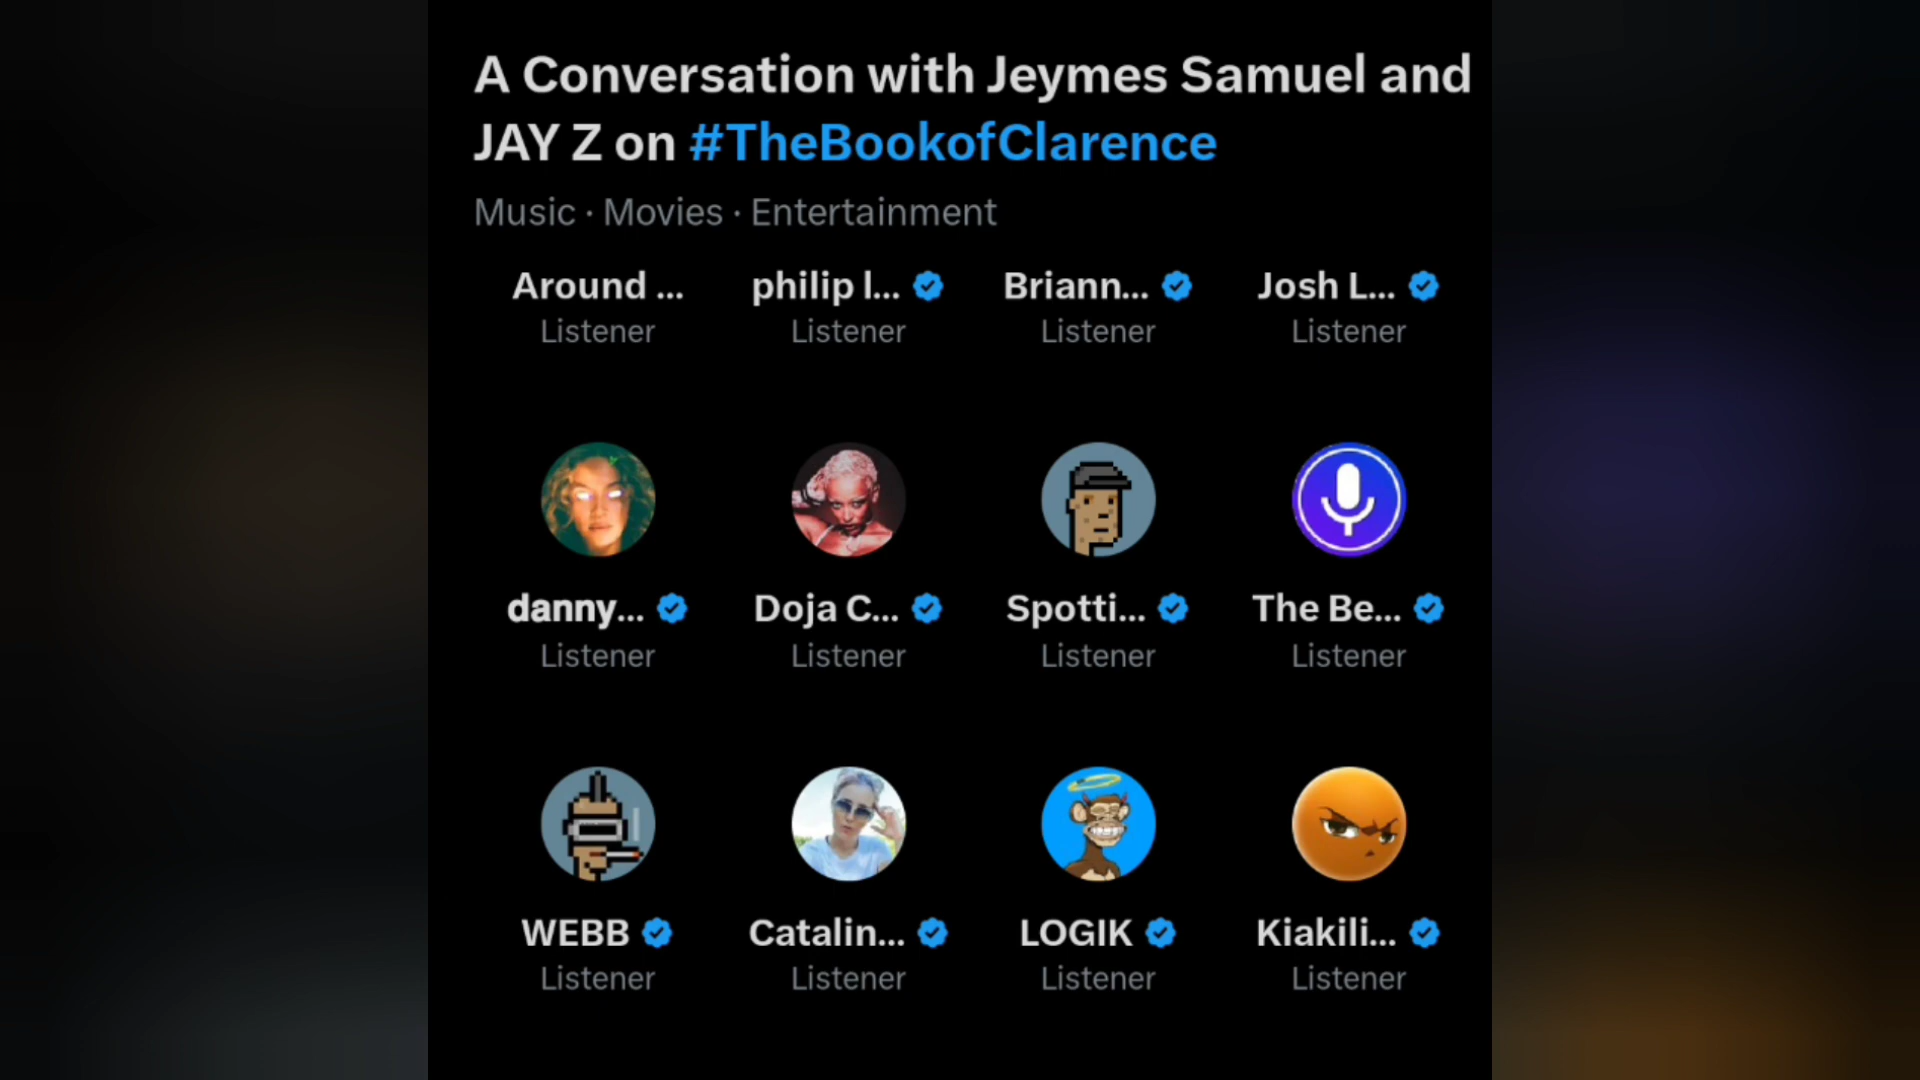 A Conversation with Jeymes Samuel and
JAY Z on #TheBookofClarence
Music · Movies · Entertainment
Around ... philip l... Briann... Josh L...
Listener Listener Listener Listener
danny... Doja C... Spotti... The Be...
Listener Listener Listener Listener
WEBB Catalin... LOGIK Kiakili...
Listener Listener Listener Listener